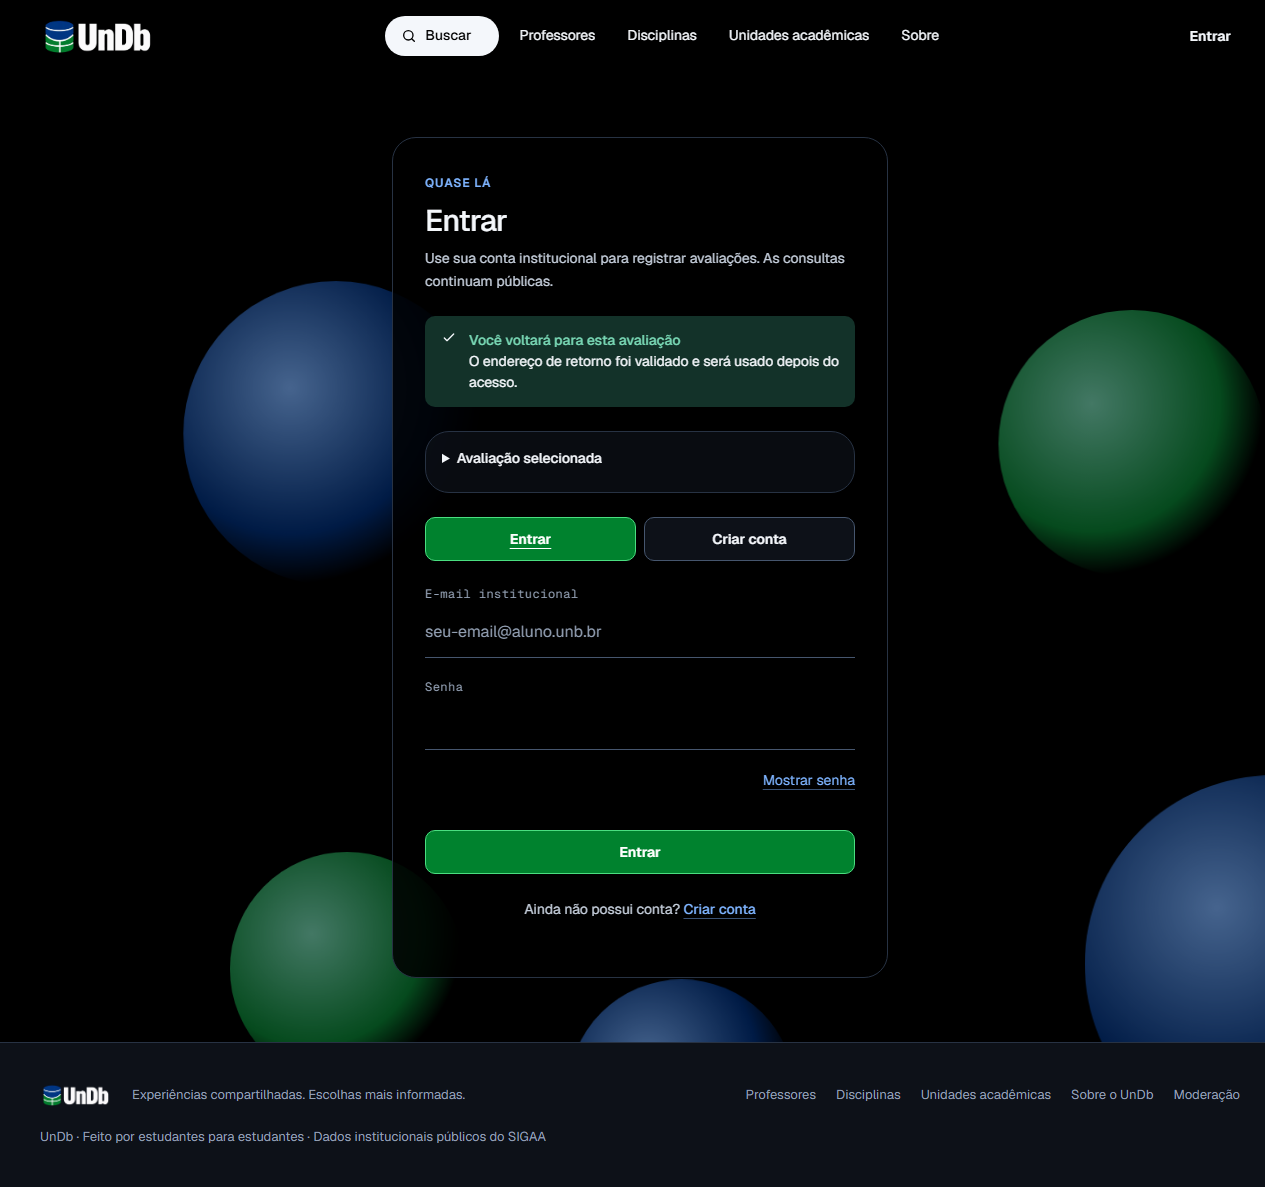 UnDb
Buscar
Professores
Disciplinas
Unidades acadêmicas
Sobre
Entrar
QUASE LÁ
Entrar
Use sua conta institucional para registrar avaliações. As consultas
continuam públicas.
Você voltará para esta avaliação
O endereço de retorno foi validado e será usado depois do
acesso.
Avaliação selecionada
Entrar
Criar conta
E-mail institucional
seu-email@aluno.unb.br
Senha
Mostrar senha
Entrar
Ainda não possui conta? Criar conta
UnDb
Experiências compartilhadas. Escolhas mais informadas.
Professores
Disciplinas
Unidades acadêmicas
Sobre o UnDb
Moderação
UnDb · Feito por estudantes para estudantes · Dados institucionais públicos do SIGAA